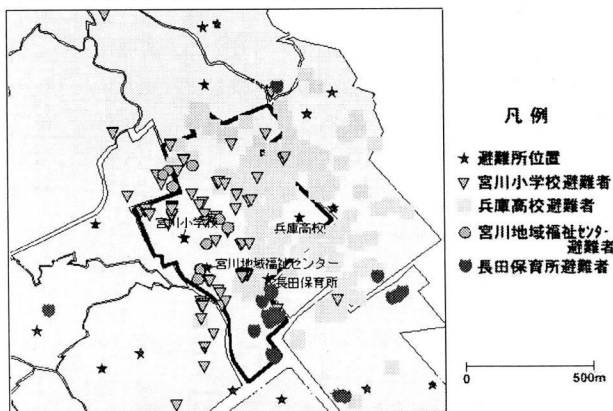 宮川小学校
兵庫高校
宮川地域福祉センター
長田保育所
凡例
避難所位置
宮川小学校避難者
兵庫高校避難者
宮川地域福祉センター
避難者
長田保育所避難者
0 500m